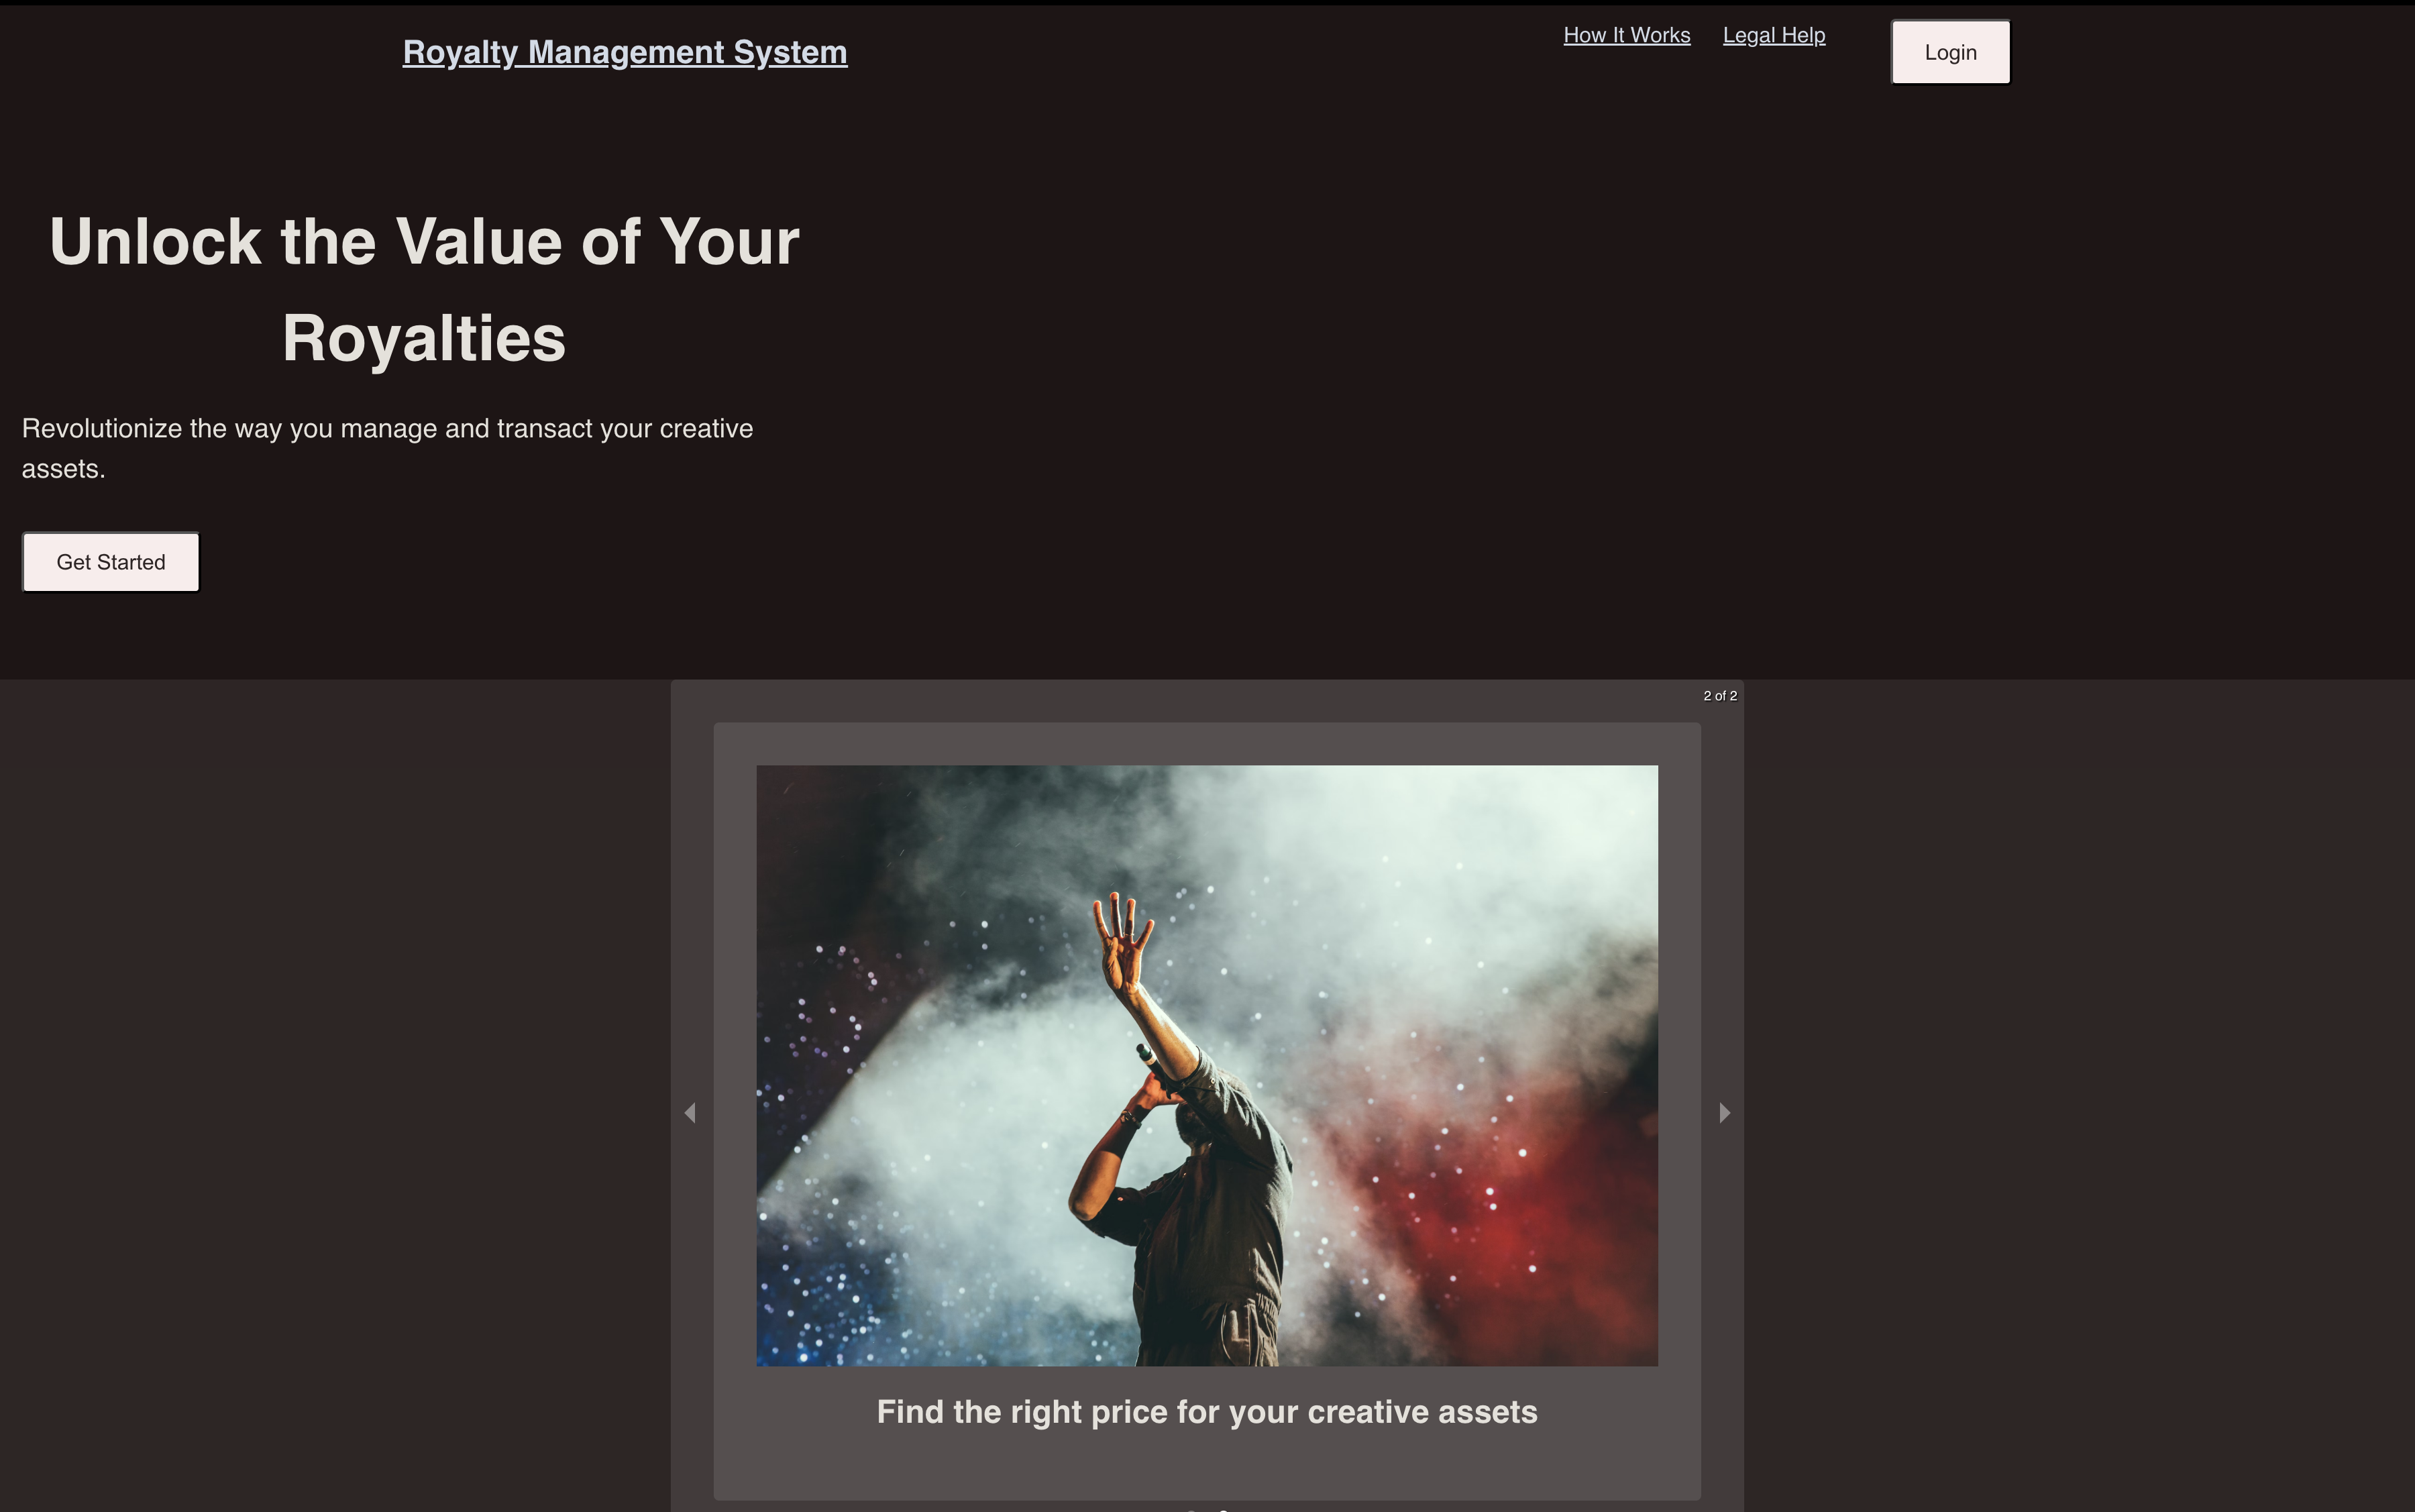 Royalty Management System
How It Works
Legal Help
Login
Unlock the Value of Your
Royalties
Revolutionize the way you manage and transact your creative
assets.
Get Started
2 of 2
Find the right price for your creative assets